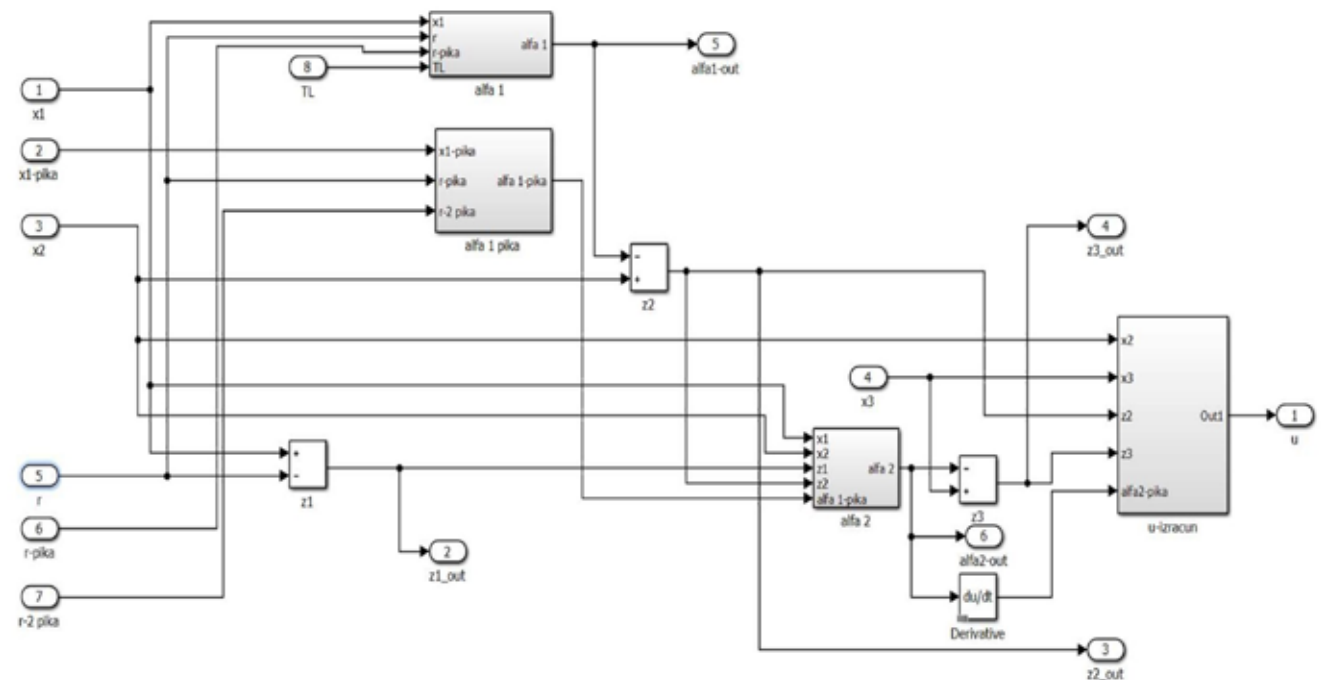 x1
r
r-pika
TL
alfa 1
alfa 1
5
alfa1-out
8
TL
1
x1
2
x1-pika
x1-pika
r-pika
r-2 pika
alfa 1-pika
alfa 1 pika
3
x2
-
+
z2
4
z3_out
x2
x3
z2
z3
alfa2-pika
Out1
u-izracun
1
u
4
x3
x1
x2
z1
z2
alfa 1-pika
alfa 2
alfa 2
-
+
z3
6
alfa2-out
du/dt
Derivative
+
-
z1
5
r
6
r-pika
2
z1_out
7
r-2 pika
3
z2_out